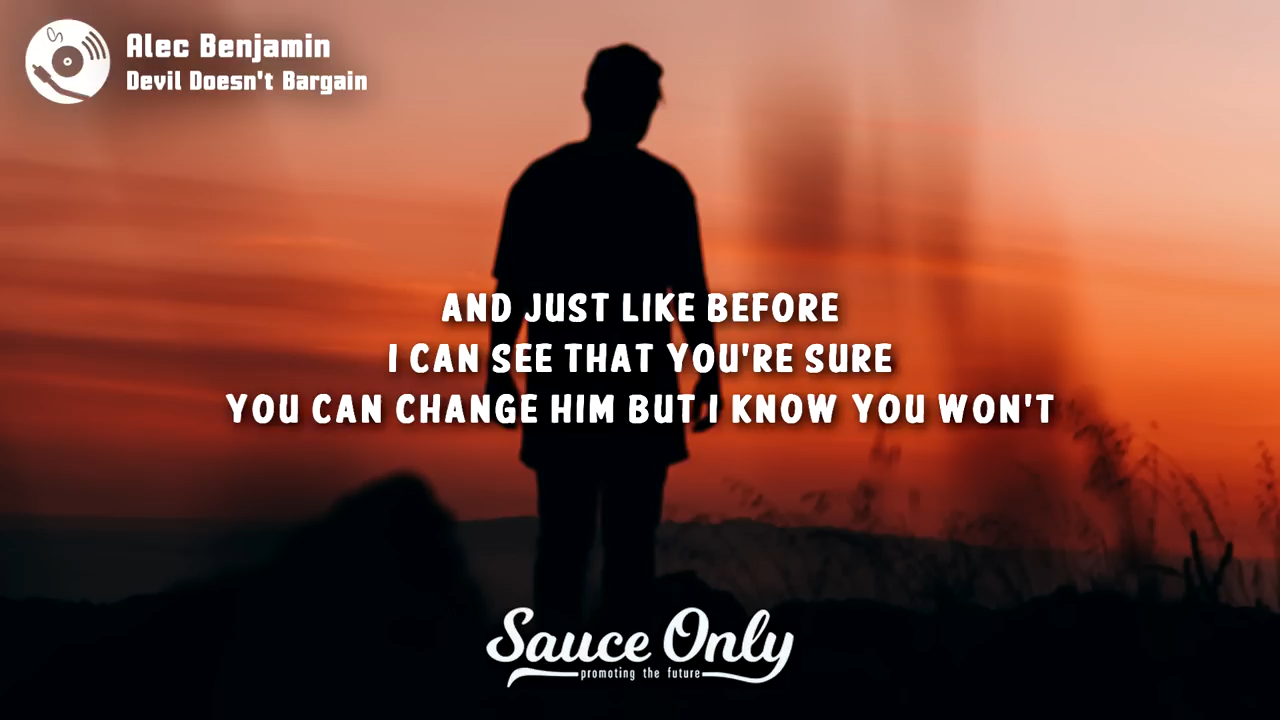 Alec Benjamin
Devil Doesn't Bargain
AND JUST LIKE BEFORE
I CAN SEE THAT YOU'RE SURE
YOU CAN CHANGE HIM BUT I KNOW YOU WON'T
Sauce Only
promoting the future